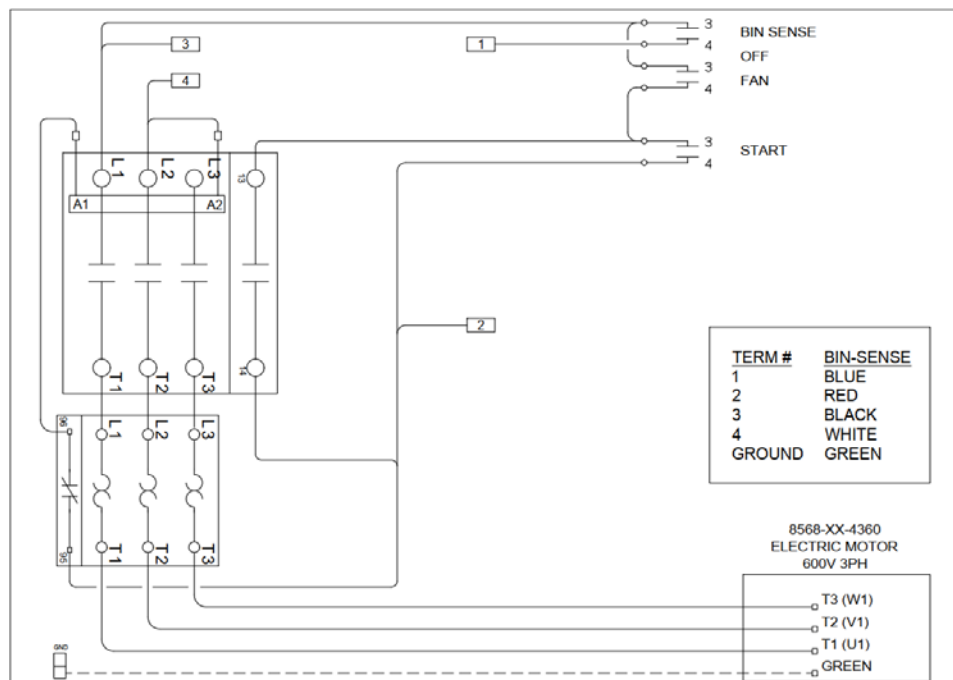 3 BIN SENSE
1 4
3 OFF
3
4 FAN
4
3 START
4
L1 L2 L3 13
A1 A2
2
T1 T2 T3 14
TERM # BIN-SENSE
1 BLUE
2 RED
3 BLACK
4 WHITE
GROUND GREEN
96 L1 L2 L3
95 T1 T2 T3
8568-XX-4360
ELECTRIC MOTOR
600V 3PH
T3 (W1)
T2 (V1)
T1 (U1)
GND GREEN